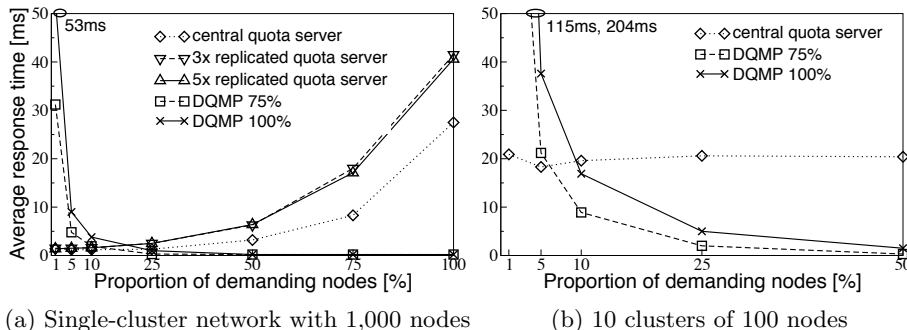 Average response time [ms]
50
40
30
20
10
0
53ms
central quota server
3x replicated quota server
5x replicated quota server
DQMP 75%
DQMP 100%
1 5 10 25 50 75 100
Proportion of demanding nodes [%]
(a) Single-cluster network with 1,000 nodes
50
40
30
20
10
0
115ms, 204ms
central quota server
DQMP 75%
DQMP 100%
1 5 10 25 50
Proportion of demanding nodes [%]
(b) 10 clusters of 100 nodes